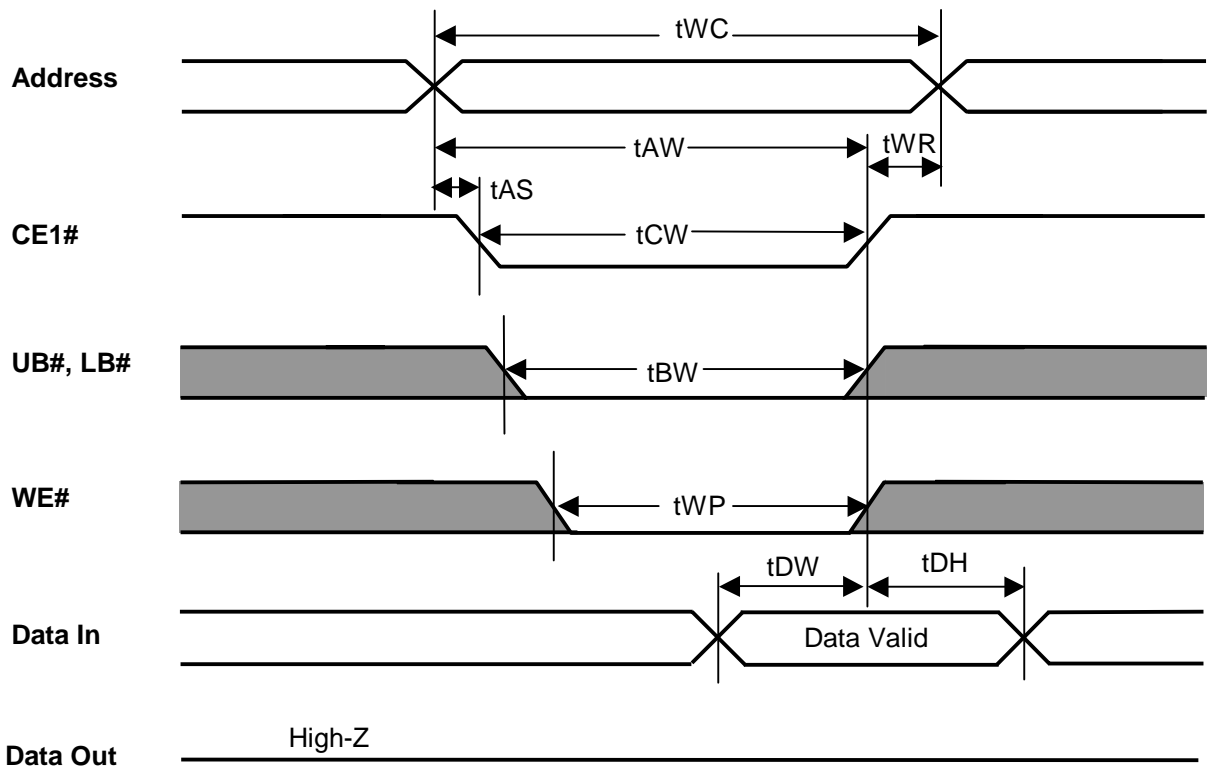 tWC
Address
tAW
tWR
tAS
CE1#
tCW
UB#, LB#
tBW
WE#
tWP
tDW
tDH
Data In
Data Valid
High-Z
Data Out